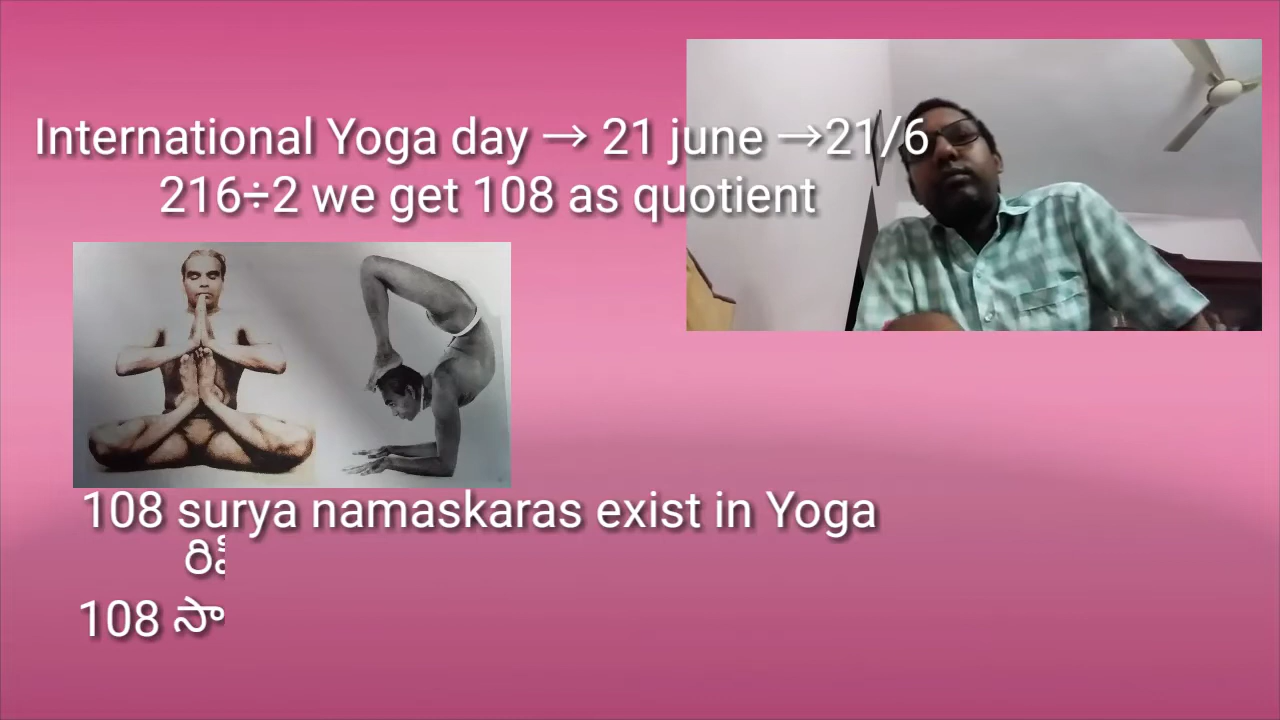 International Yoga day → 21 june →21/6
216÷2 we get 108 as quotient
108 surya namaskaras exist in Yoga
108 సా